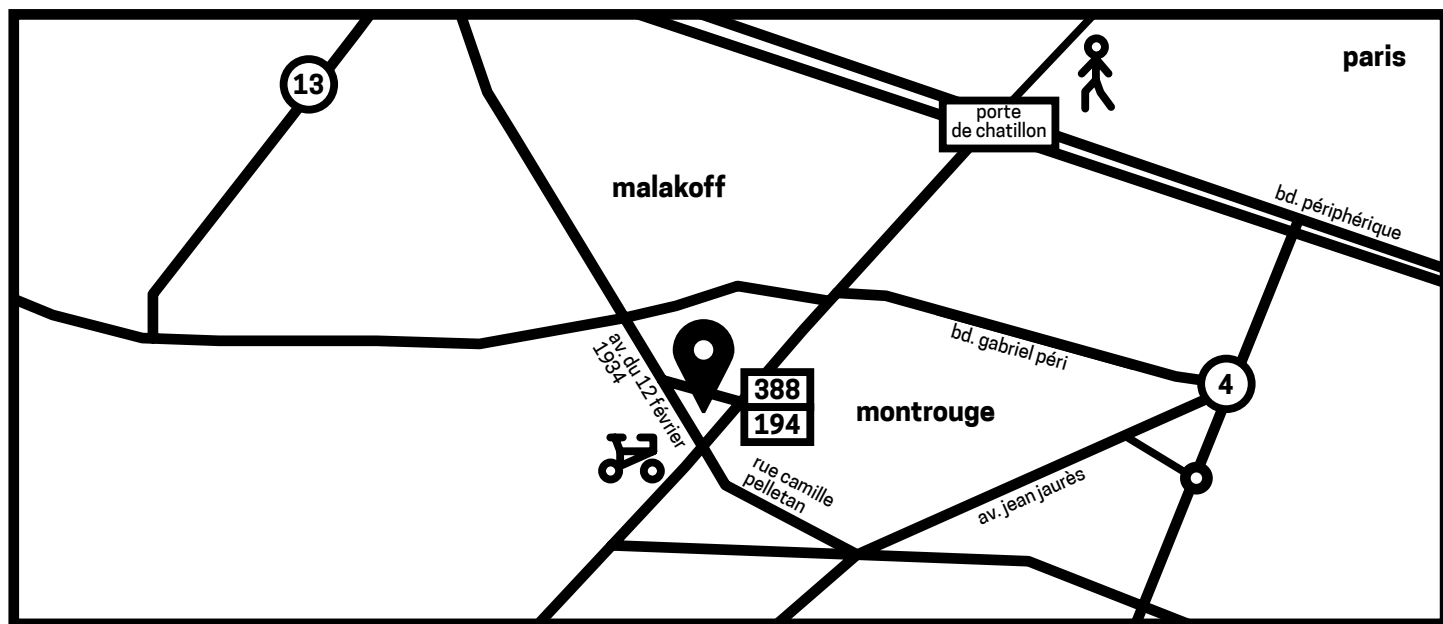 13
paris
porte
de chatillon
malakoff
bd. périphérique
bd. gabriel péri
av. du 12 février
1934
388
194
4
montrouge
rue camille
pelletan
av. jean jaurès